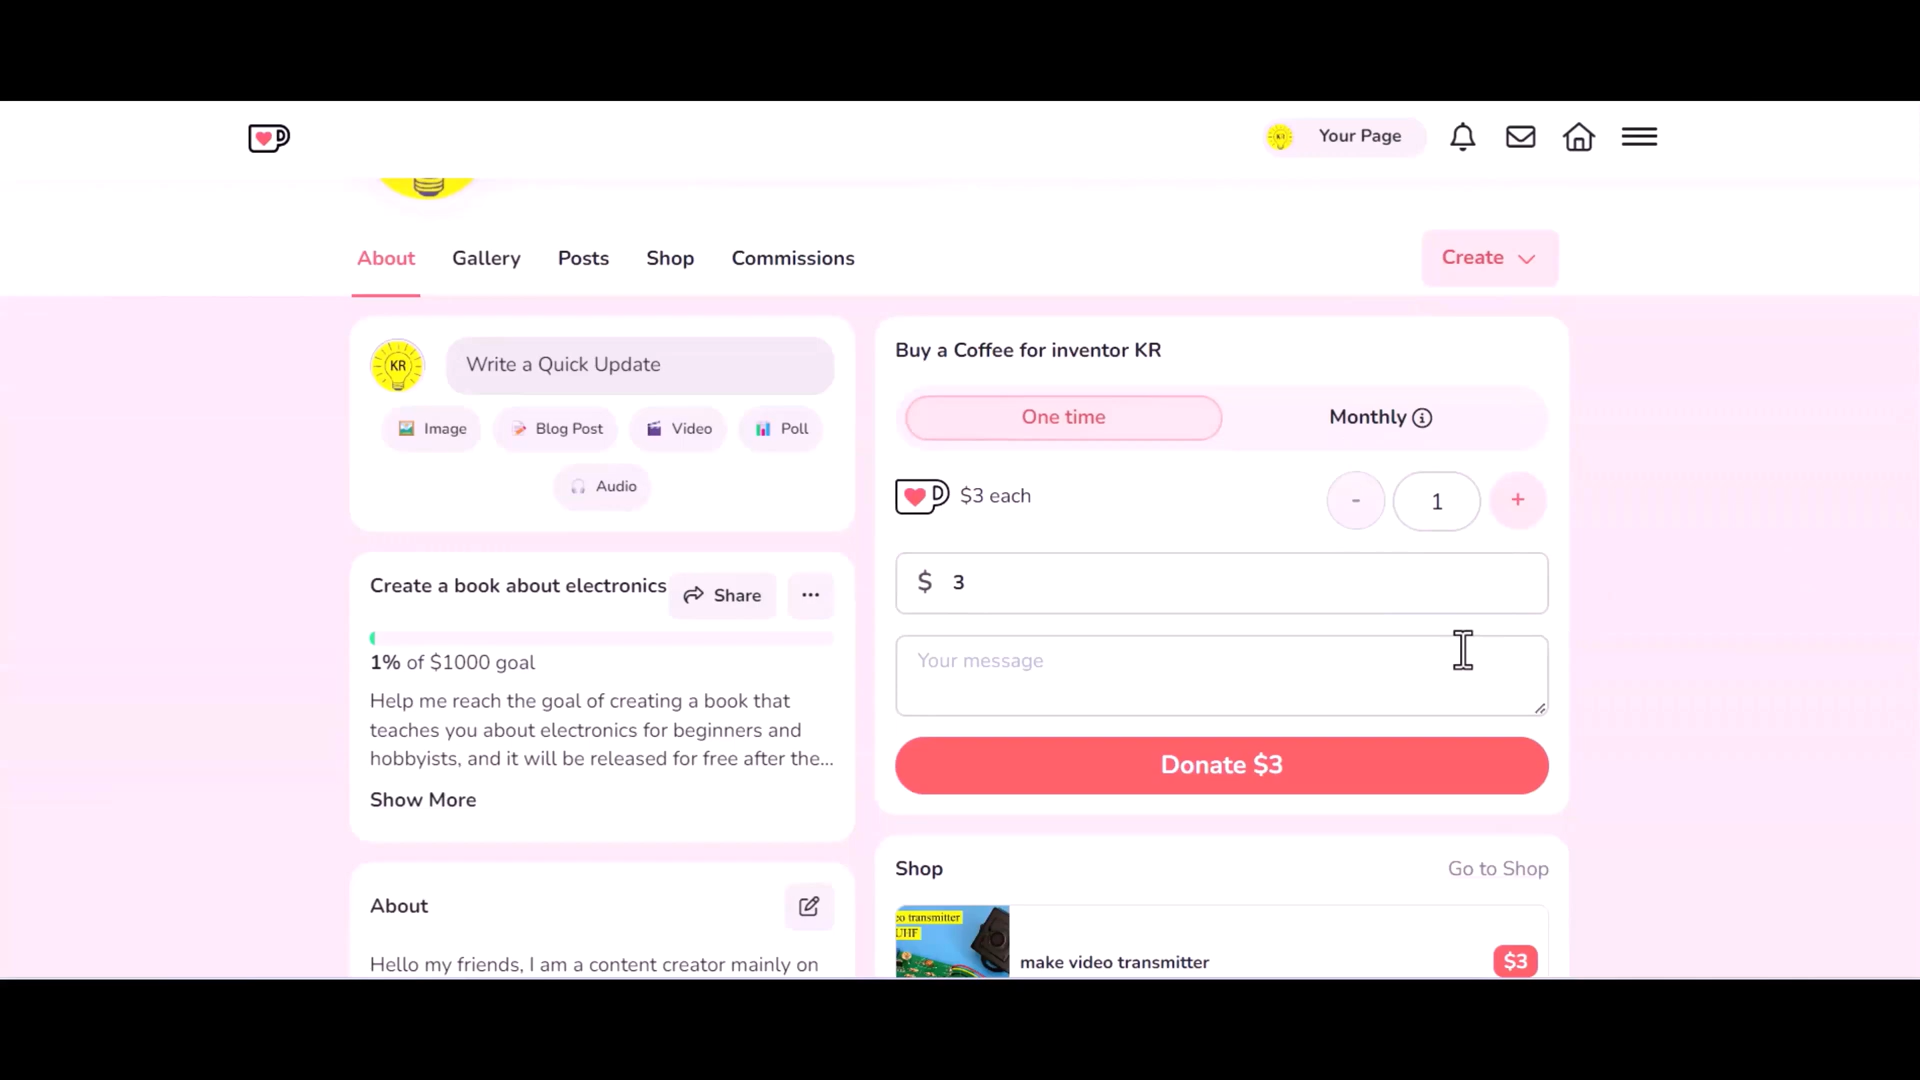 Your Page
About
Gallery
Posts
Shop
Commissions
Create
KR
Write a Quick Update
Image
Blog Post
Video
Poll
Audio
Create a book about electronics
Share
1% of $1000 goal
Help me reach the goal of creating a book that
teaches you about electronics for beginners and
hobbyists, and it will be released for free after the...
Show More
About
Hello my friends, I am a content creator mainly on
Buy a Coffee for inventor KR
One time
Monthly
$3 each
-
1
+
$ 3
Your message
Donate $3
Shop
Go to Shop
eo transmitter
UHF
make video transmitter
$3